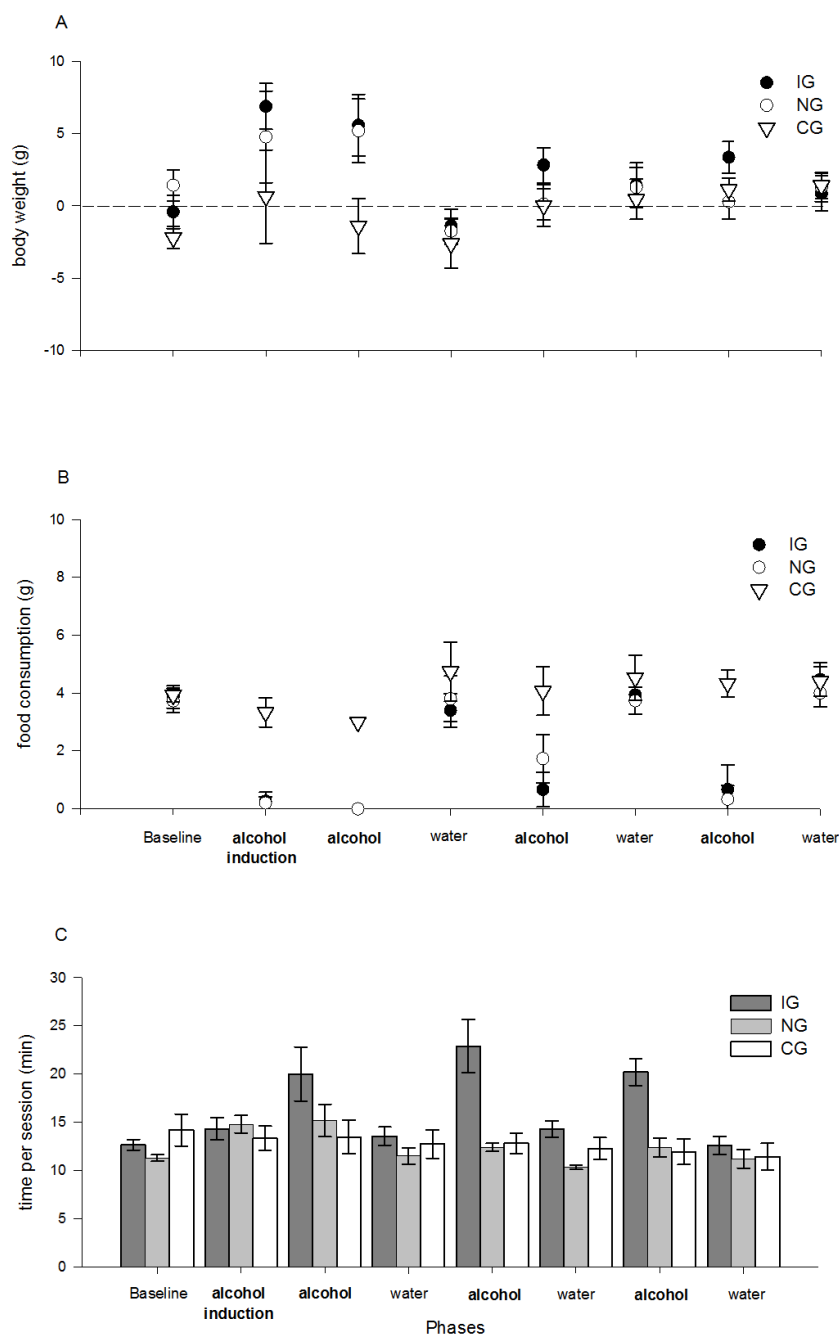 A
10
5
0
-5
-10
body weight (g)
IG
NG
CG
B
10
8
6
4
2
0
food consumption (g)
IG
NG
CG
Baseline alcohol induction alcohol water alcohol water alcohol water
C
30
25
20
15
10
5
0
time per session (min)
IG
NG
CG
Baseline alcohol induction alcohol water alcohol water alcohol water
Phases